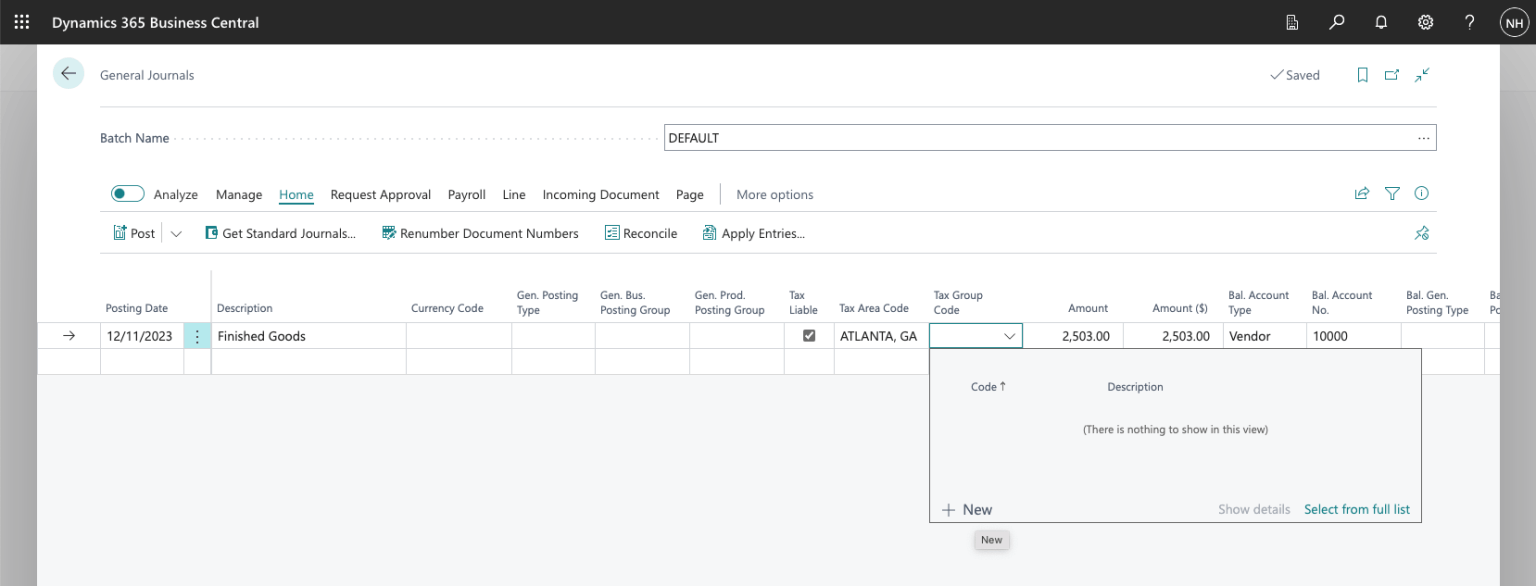 Dynamics 365 Business Central
NH
General Journals
Saved
Batch Name
DEFAULT
Analyze Manage Home Request Approval Payroll Line Incoming Document Page More options
Post Get Standard Journals... Renumber Document Numbers Reconcile Apply Entries...
Posting Date Description Currency Code Gen. Posting Type Gen. Bus. Posting Group Gen. Prod. Posting Group Tax Liable Tax Area Code Tax Group Code Amount Amount ($) Bal. Account Type Bal. Account No. Bal. Gen. Posting Type Ba Po
12/11/2023 Finished Goods ATLANTA, GA 2,503.00 2,503.00 Vendor 10000
Code ↑ Description
(There is nothing to show in this view)
+ New Show details Select from full list
New